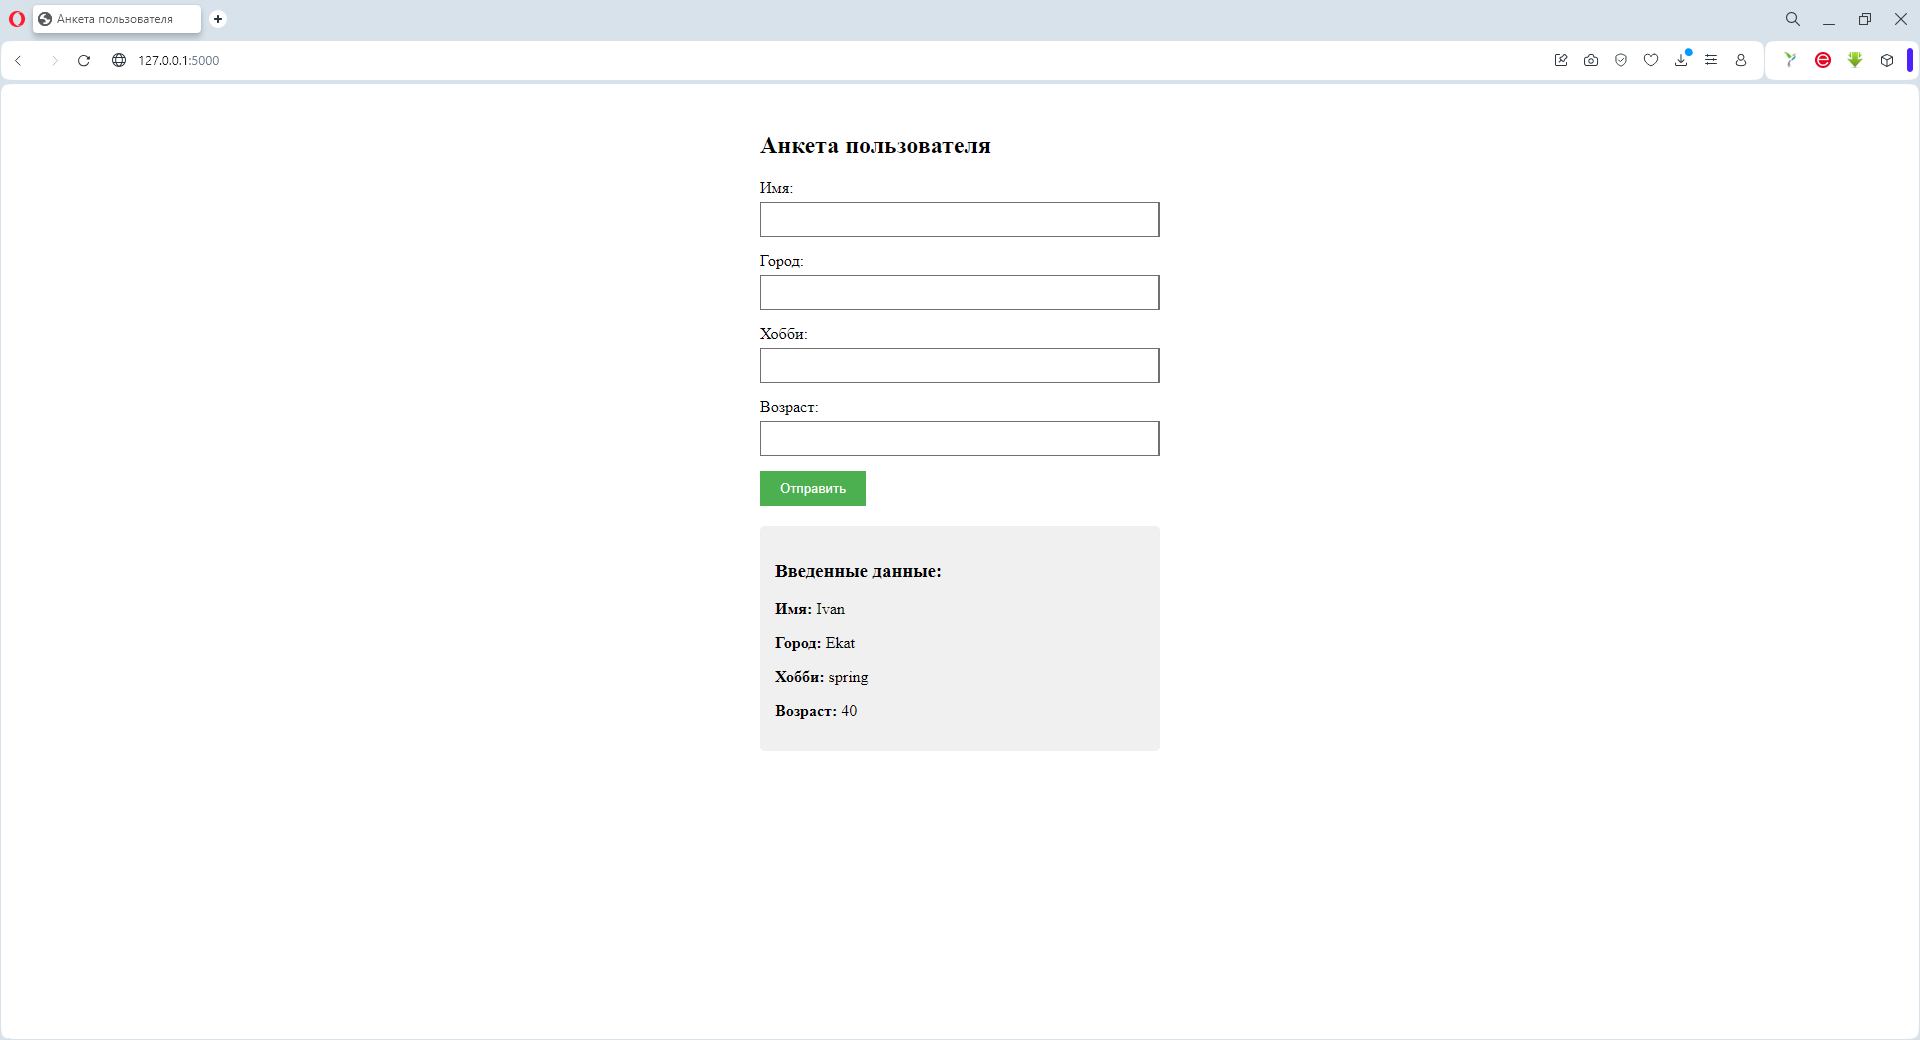 Анкета пользователя
127.0.0.1:5000
Анкета пользователя
Имя:
Город:
Хобби:
Возраст:
Отправить
Введенные данные:
Имя: Ivan
Город: Ekat
Хобби: spring
Возраст: 40